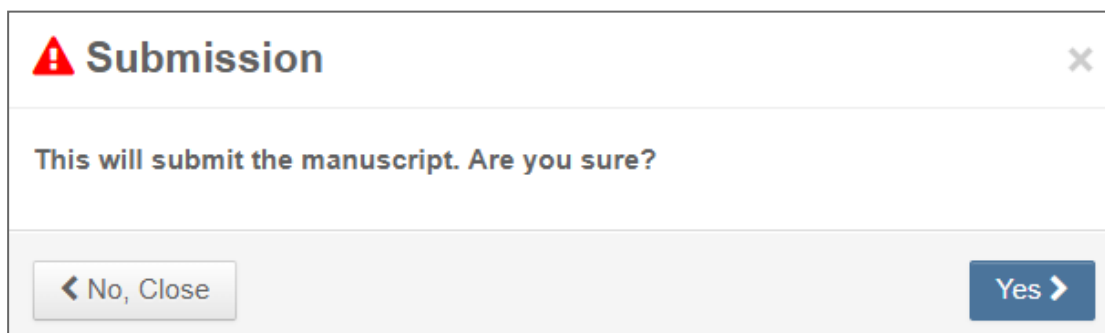 Submission
This will submit the manuscript. Are you sure?
No, Close
Yes